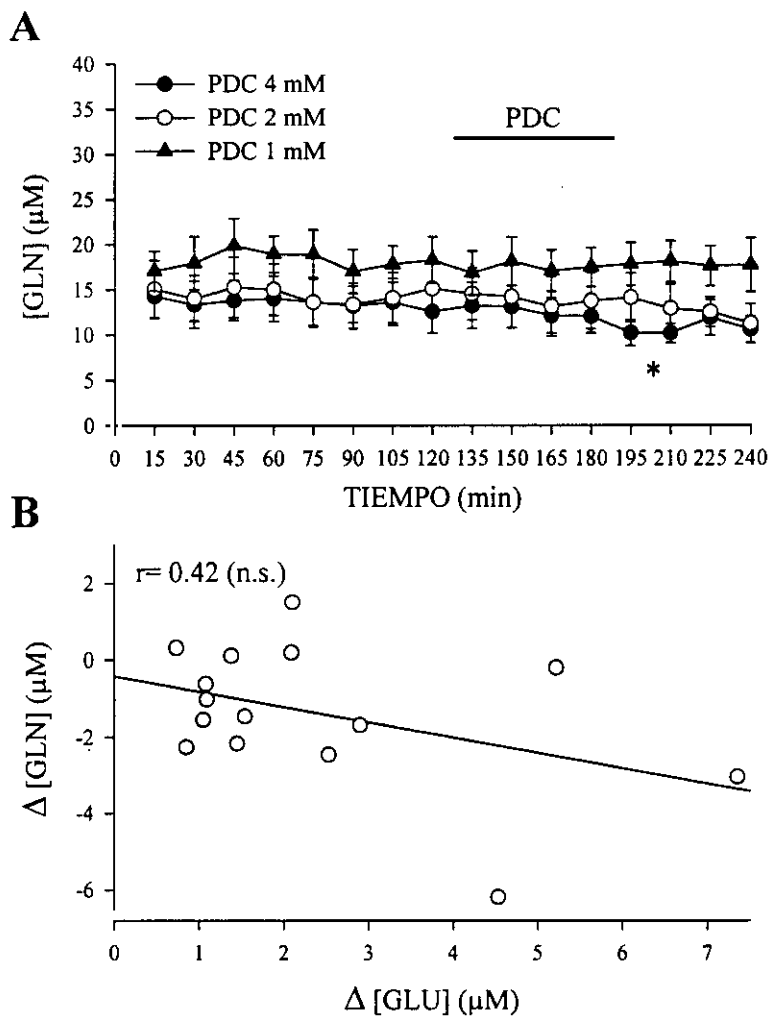 A
[GLN] (μM)
40
35
30
25
20
15
10
5
0
PDC 4 mM
PDC 2 mM
PDC 1 mM
PDC
*
0 15 30 45 60 75 90 105 120 135 150 165 180 195 210 225 240
TIEMPO (min)
B
r= 0.42 (n.s.)
Δ [GLN] (μM)
2
0
-2
-4
-6
0 1 2 3 4 5 6 7
Δ [GLU] (μM)